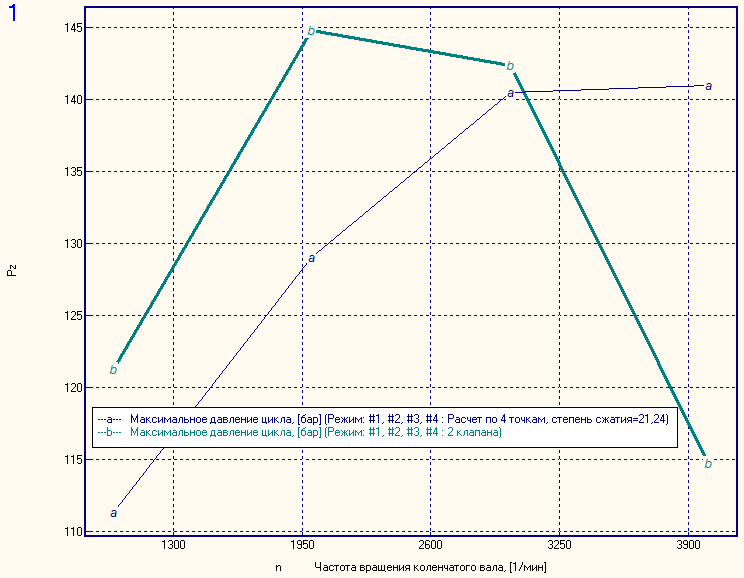 1
145
140
135
130
125
120
115
110
Pz
b
b
b
b
a
a
a
a
---a--- Максимальное давление цикла, [бар] (Режим: #1, #2, #3, #4 : Расчет по 4 точкам, степень сжатия=21,24)
---b--- Максимальное давление цикла, [бар] (Режим: #1, #2, #3, #4 : 2 клапана)
1300 1950 2600 3250 3900
n Частота вращения коленчатого вала, [1/мин]